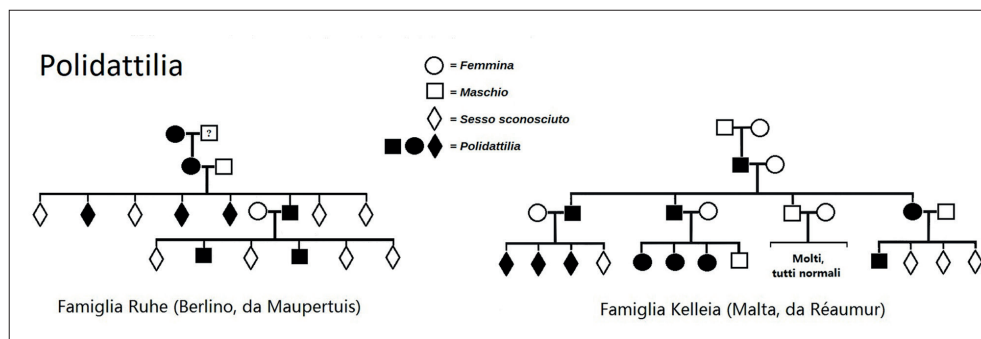 Polidattilia
= Femmina
= Maschio
= Sesso sconosciuto
= Polidattilia
?
Molti,
tutti normali
Famiglia Ruhe (Berlino, da Maupertuis)
Famiglia Kelleia (Malta, da Réaumur)